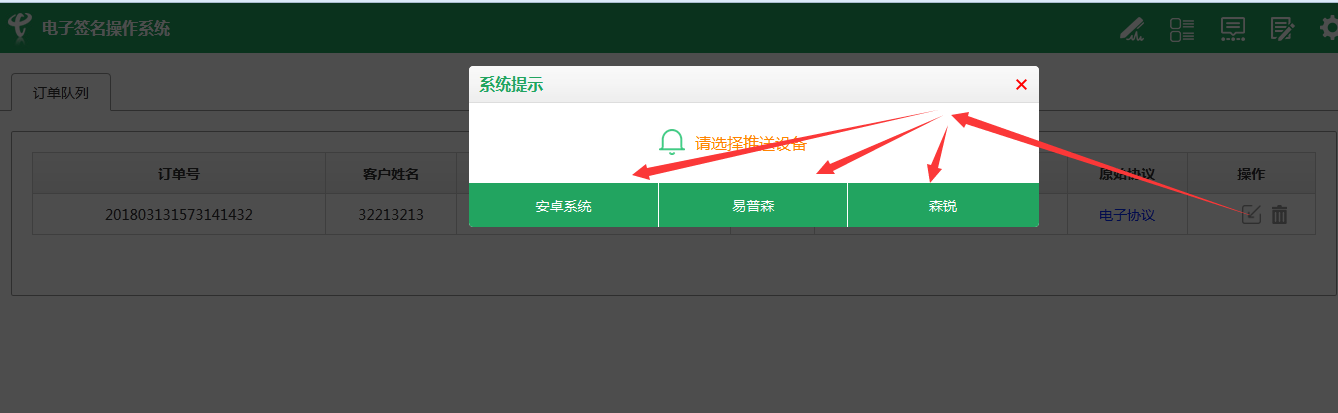 电子签名操作系统
订单队列
系统提示
请选择推送设备
安卓系统 易普森 森锐
订单号 客户姓名 原始协议 操作
201803131573141432 32213213 电子协议